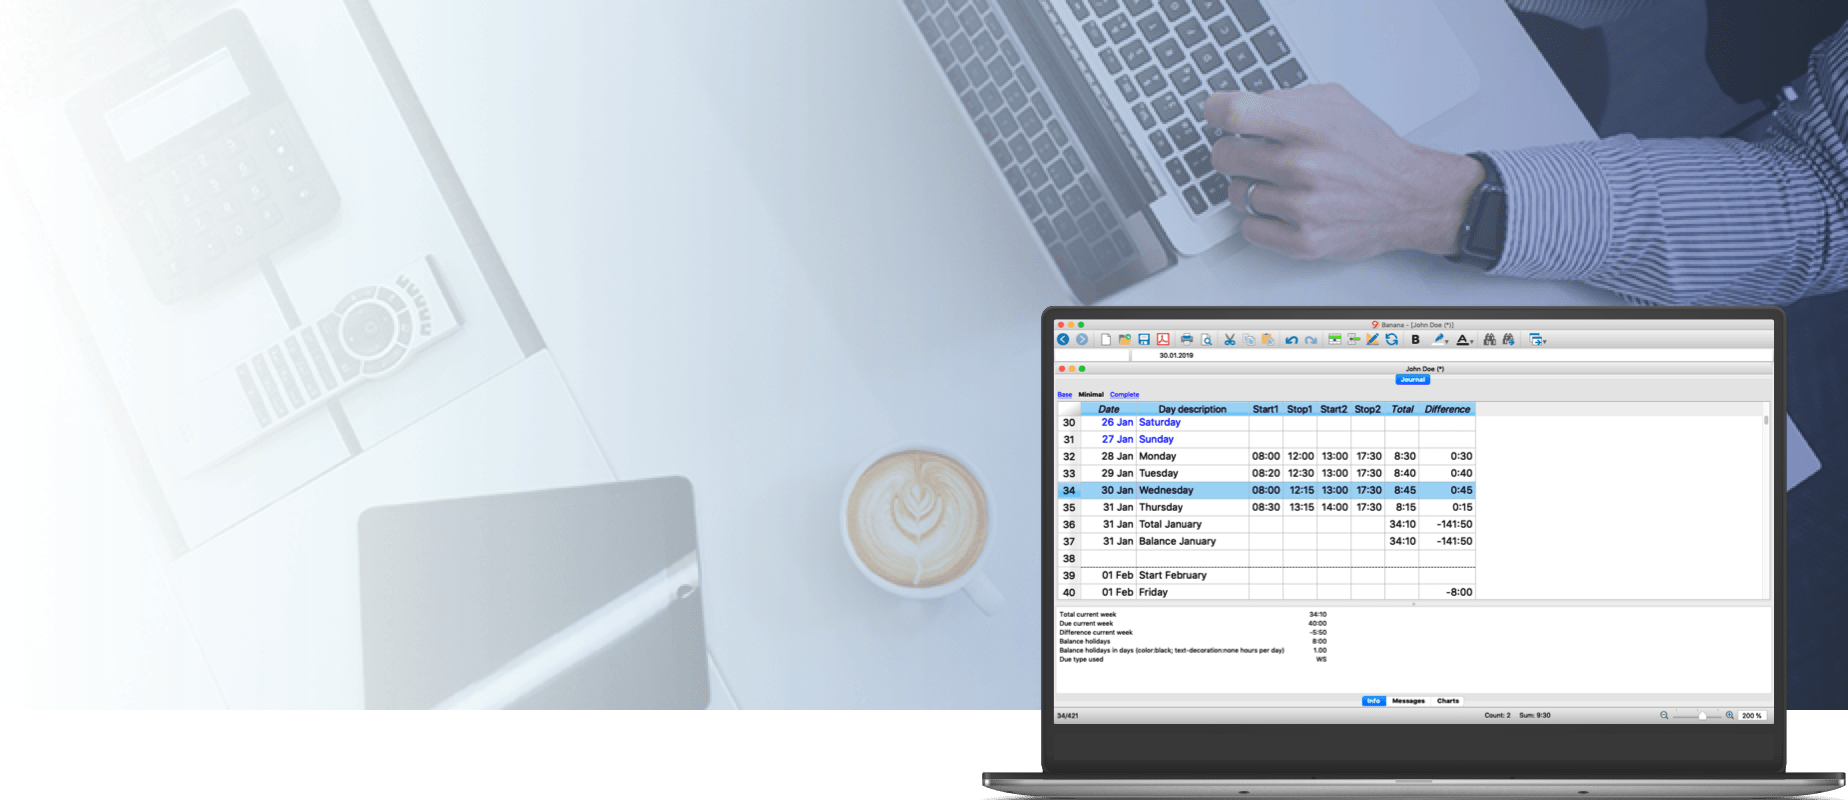 Banana - [John Doe (*)]
B A
30.01.2019
John Doe (*)
Journal
Base Minimal Complete
Date Day description Start1 Stop1 Start2 Stop2 Total Difference
30 26 Jan Saturday
31 27 Jan Sunday
32 28 Jan Monday 08:00 12:00 13:00 17:30 8:30 0:30
33 29 Jan Tuesday 08:20 12:30 13:00 17:30 8:40 0:40
34 30 Jan Wednesday 08:00 12:15 13:00 17:30 8:45 0:45
35 31 Jan Thursday 08:30 13:15 14:00 17:30 8:15 0:15
36 31 Jan Total January 34:10 -141:50
37 31 Jan Balance January 34:10 -141:50
38
39 01 Feb Start February
40 01 Feb Friday -8:00
Total current week 34:10
Due current week 40:00
Difference current week -5:50
Balance holidays 8:00
Balance holidays in days (color:black; text-decoration:none hours per day) 1.00
Due type used WS
Info Messages Charts
34/421 Count: 2 Sum: 9:30 200 %